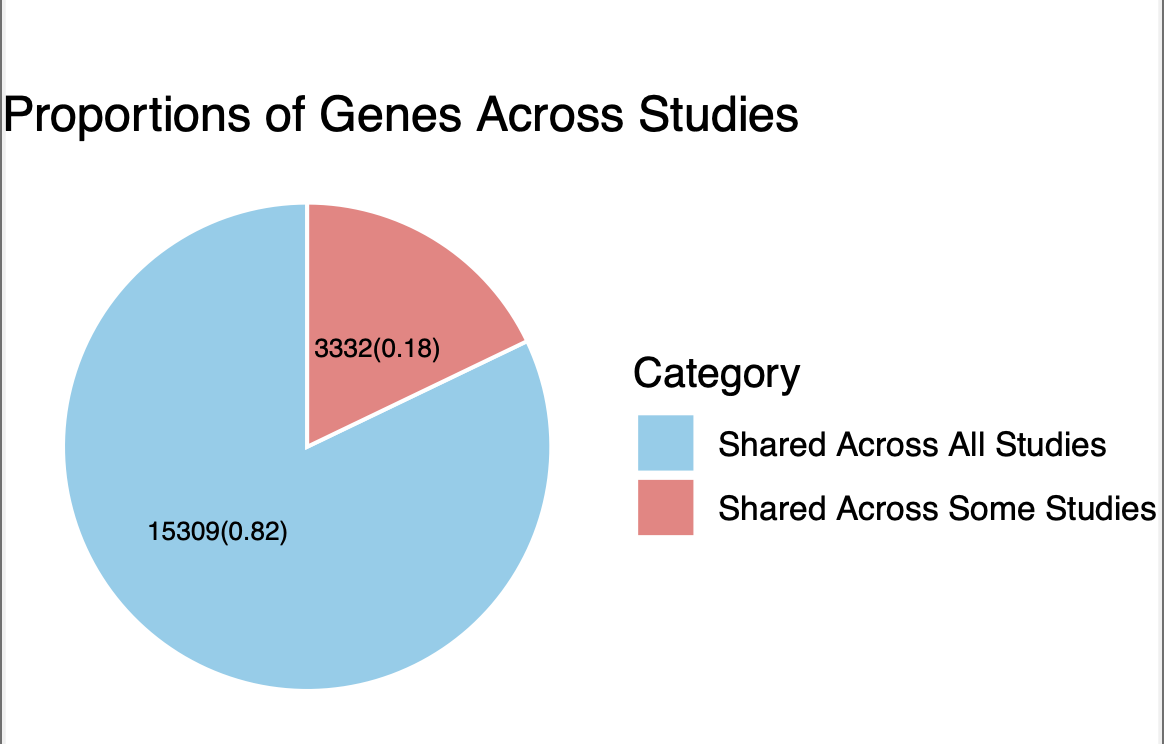 Proportions of Genes Across Studies
3332(0.18)
15309(0.82)
Category
Shared Across All Studies
Shared Across Some Studies